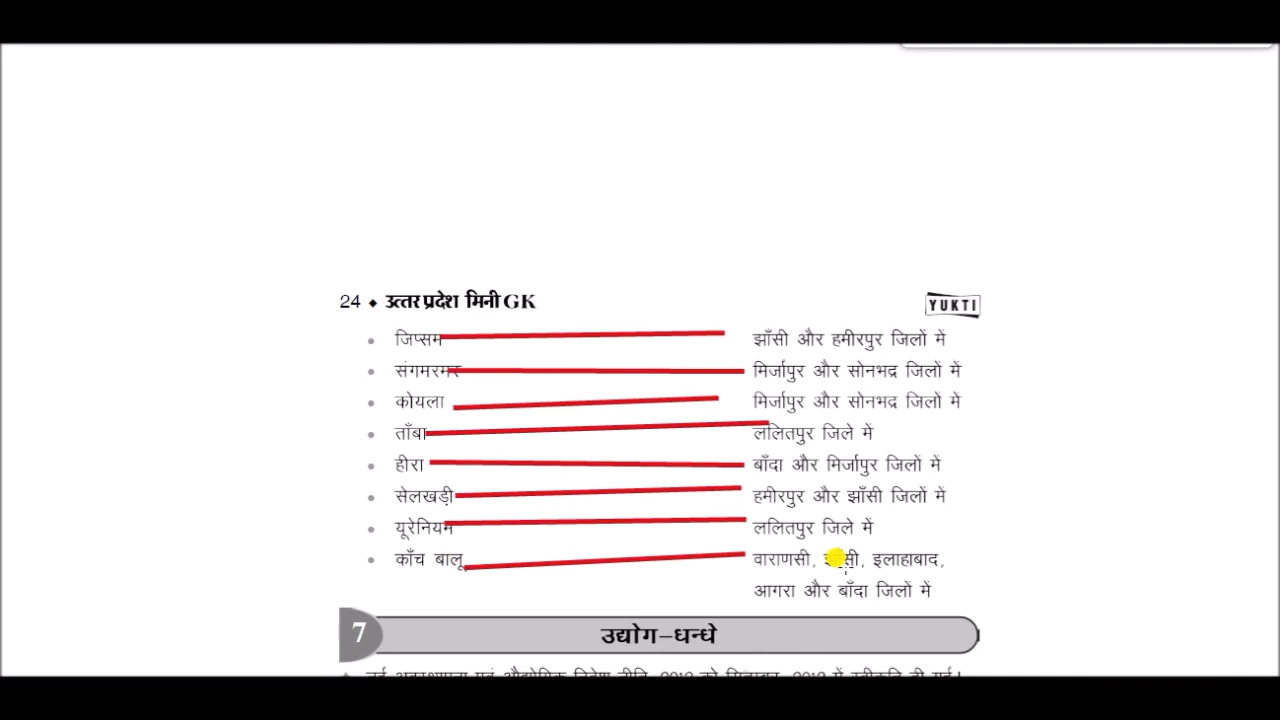 24 ◆ उत्तर प्रदेश मिनी GK YUKTI
• जिप्सम झाँसी और हमीरपुर जिलों में
• संगमरमर मिर्जापुर और सोनभद्र जिलों में
• कोयला मिर्जापुर और सोनभद्र जिलों में
• ताँबा ललितपुर जिले में
• हीरा बाँदा और मिर्जापुर जिलों में
• सेलखड़ी हमीरपुर और झाँसी जिलों में
• यूरेनियम ललितपुर जिले में
• काँच बालू वाराणसी, झाँसी, इलाहाबाद,
आगरा और बाँदा जिलों में
7 उद्योग-धन्धे